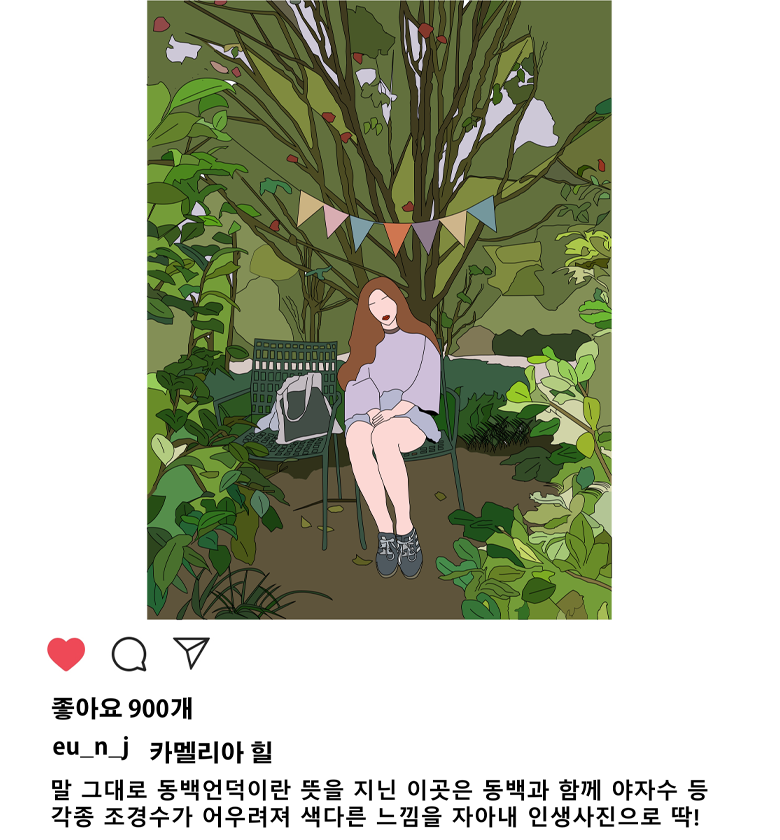 좋아요 900개
eu_n_j 카멜리아 힐
말 그대로 동백언덕이란 뜻을 지닌 이곳은 동백과 함께 야자수 등
각종 조경수가 어우려져 색다른 느낌을 자아내 인생사진으로 딱!